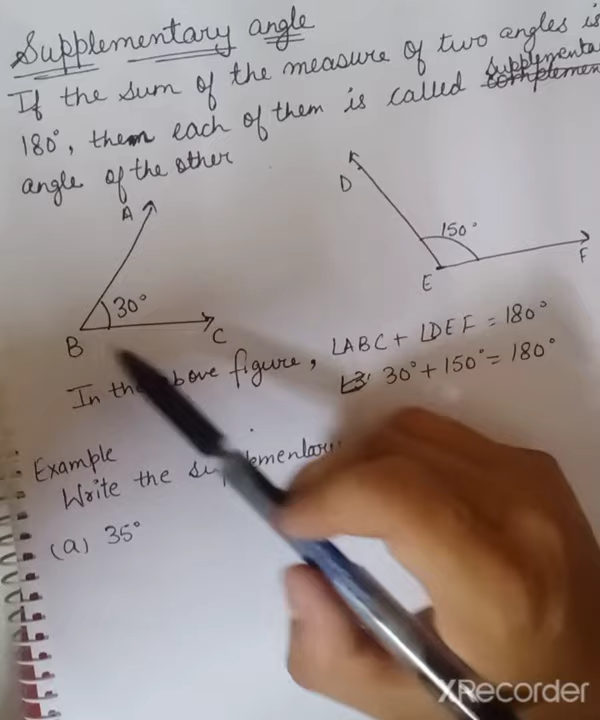 Supplementary angle
If the sum of the measure of two angles is
180°, them each of them is called supplementa
angle of the other
A
D
150°
30°
E
F
B
C
In the above figure, ∠ABC + ∠DEF = 180°
30° + 150° = 180°
Example
Write the supplementary
(a) 35°
XRecorder